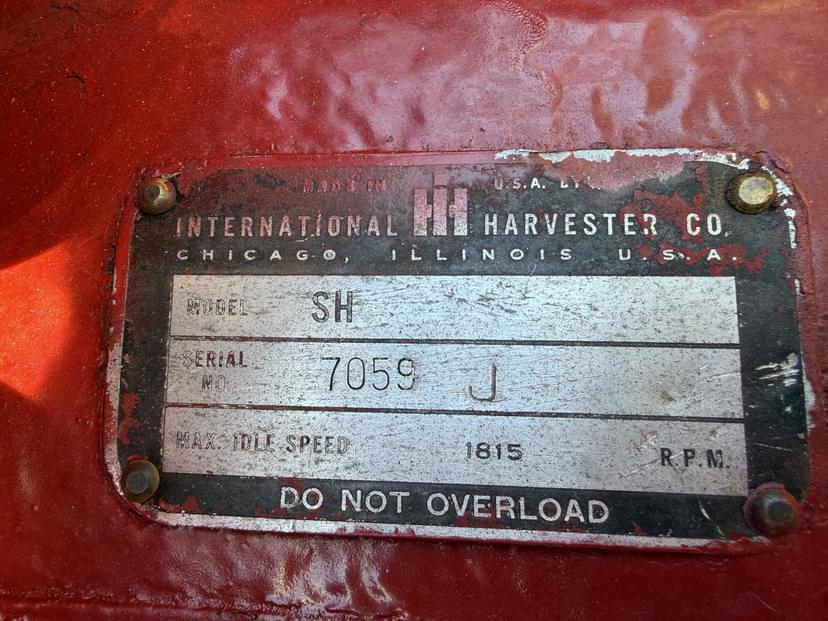 MADE IN U.S.A. BY
INTERNATIONAL IH HARVESTER CO.
CHICAGO, ILLINOIS U.S.A.
MODEL SH
SERIAL NO. 7059 J
MAX. IDLE SPEED 1815 R.P.M.
DO NOT OVERLOAD